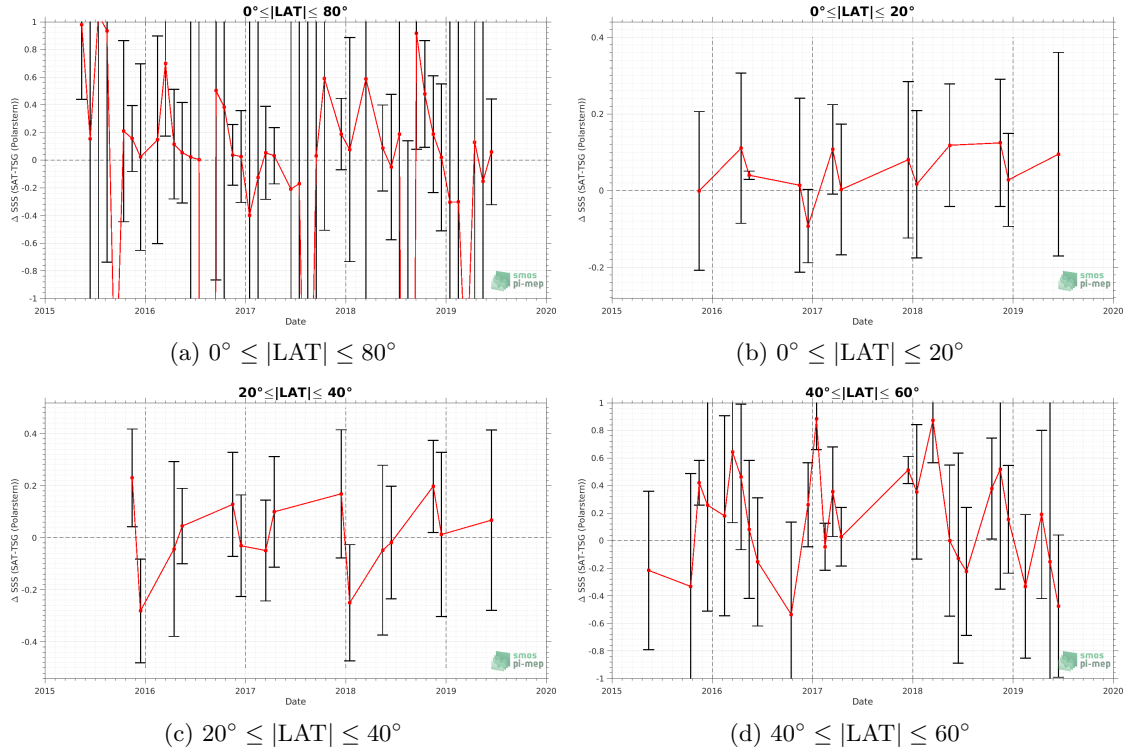 0°≤|LAT|≤ 80°
Δ SSS (SAT-TSG (Polarstern))
1
0.8
0.6
0.4
0.2
0
-0.2
-0.4
-0.6
-0.8
-1
2015 2016 2017 2018 2019 2020
Date
smos
pi-mep
(a) 0° ≤ |LAT| ≤ 80°
0°≤|LAT|≤ 20°
Δ SSS (SAT-TSG (Polarstern))
0.4
0.2
0
-0.2
2015 2016 2017 2018 2019 2020
Date
smos
pi-mep
(b) 0° ≤ |LAT| ≤ 20°
20°≤|LAT|≤ 40°
Δ SSS (SAT-TSG (Polarstern))
0.4
0.2
0
-0.2
-0.4
2015 2016 2017 2018 2019 2020
Date
smos
pi-mep
(c) 20° ≤ |LAT| ≤ 40°
40°≤|LAT|≤ 60°
Δ SSS (SAT-TSG (Polarstern))
1
0.8
0.6
0.4
0.2
0
-0.2
-0.4
-0.6
-0.8
-1
2015 2016 2017 2018 2019 2020
Date
smos
pi-mep
(d) 40° ≤ |LAT| ≤ 60°